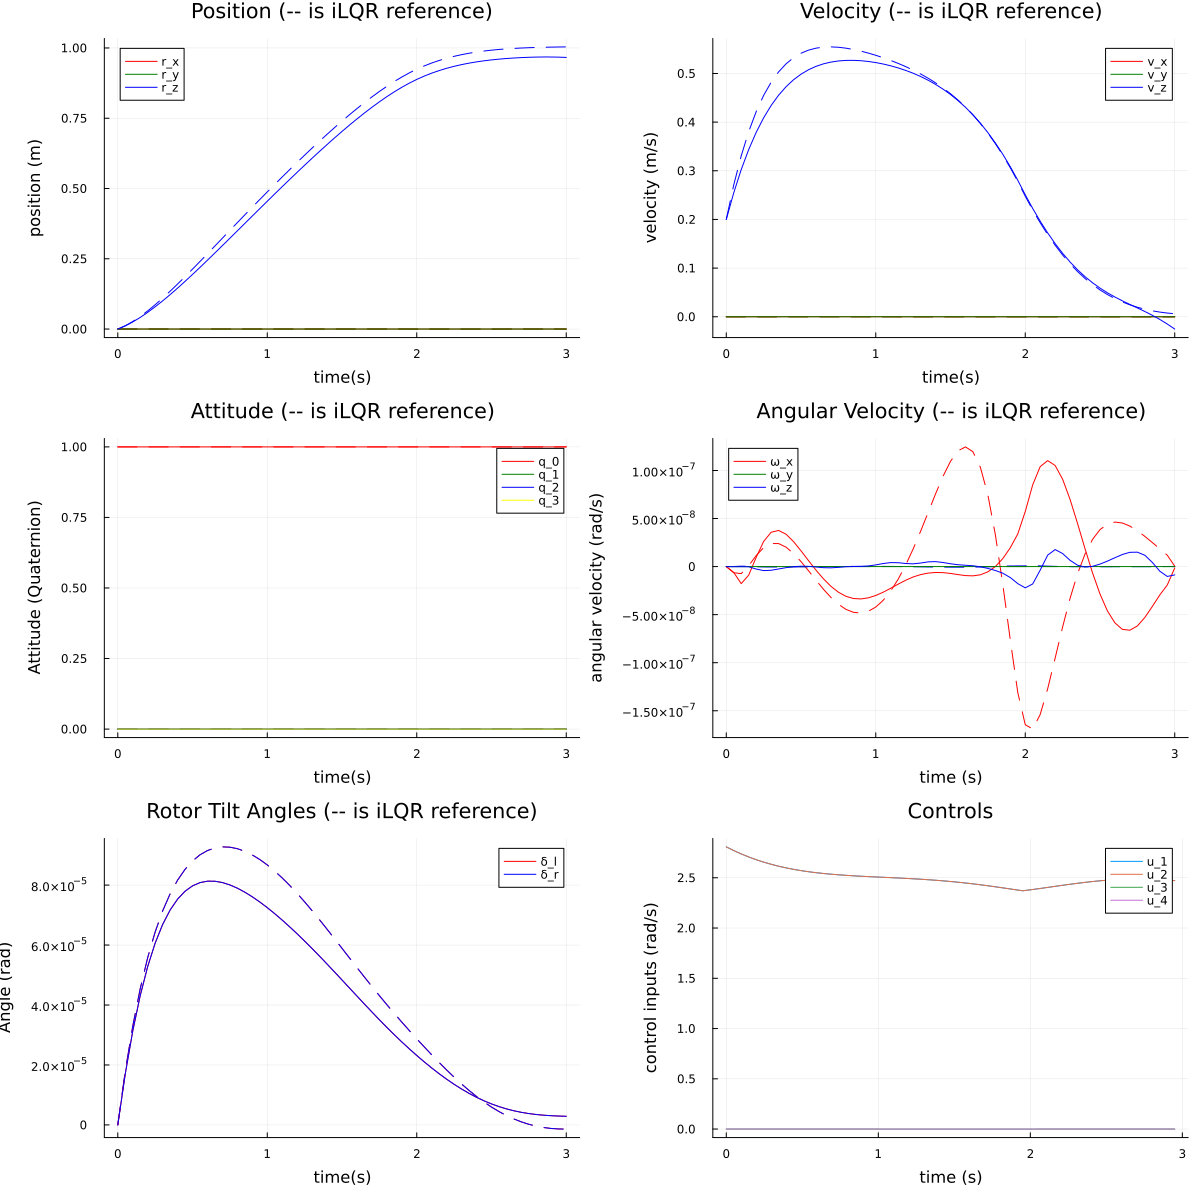 Position (-- is iLQR reference)
1.00
0.75
0.50
0.25
0.00
position (m)
r_x
r_y
r_z
0 1 2 3
time(s)
Velocity (-- is iLQR reference)
0.5
0.4
0.3
0.2
0.1
0.0
velocity (m/s)
v_x
v_y
v_z
0 1 2 3
time(s)
Attitude (-- is iLQR reference)
1.00
0.75
0.50
0.25
0.00
Attitude (Quaternion)
q_0
q_1
q_2
q_3
0 1 2 3
time(s)
Angular Velocity (-- is iLQR reference)
1.00×10⁻⁷
5.00×10⁻⁸
0
−5.00×10⁻⁸
−1.00×10⁻⁷
−1.50×10⁻⁷
angular velocity (rad/s)
ω_x
ω_y
ω_z
0 1 2 3
time (s)
Rotor Tilt Angles (-- is iLQR reference)
8.0×10⁻⁵
6.0×10⁻⁵
4.0×10⁻⁵
2.0×10⁻⁵
0
Angle (rad)
δ_l
δ_r
0 1 2 3
time(s)
Controls
2.5
2.0
1.5
1.0
0.5
0.0
control inputs (rad/s)
u_1
u_2
u_3
u_4
0 1 2 3
time (s)